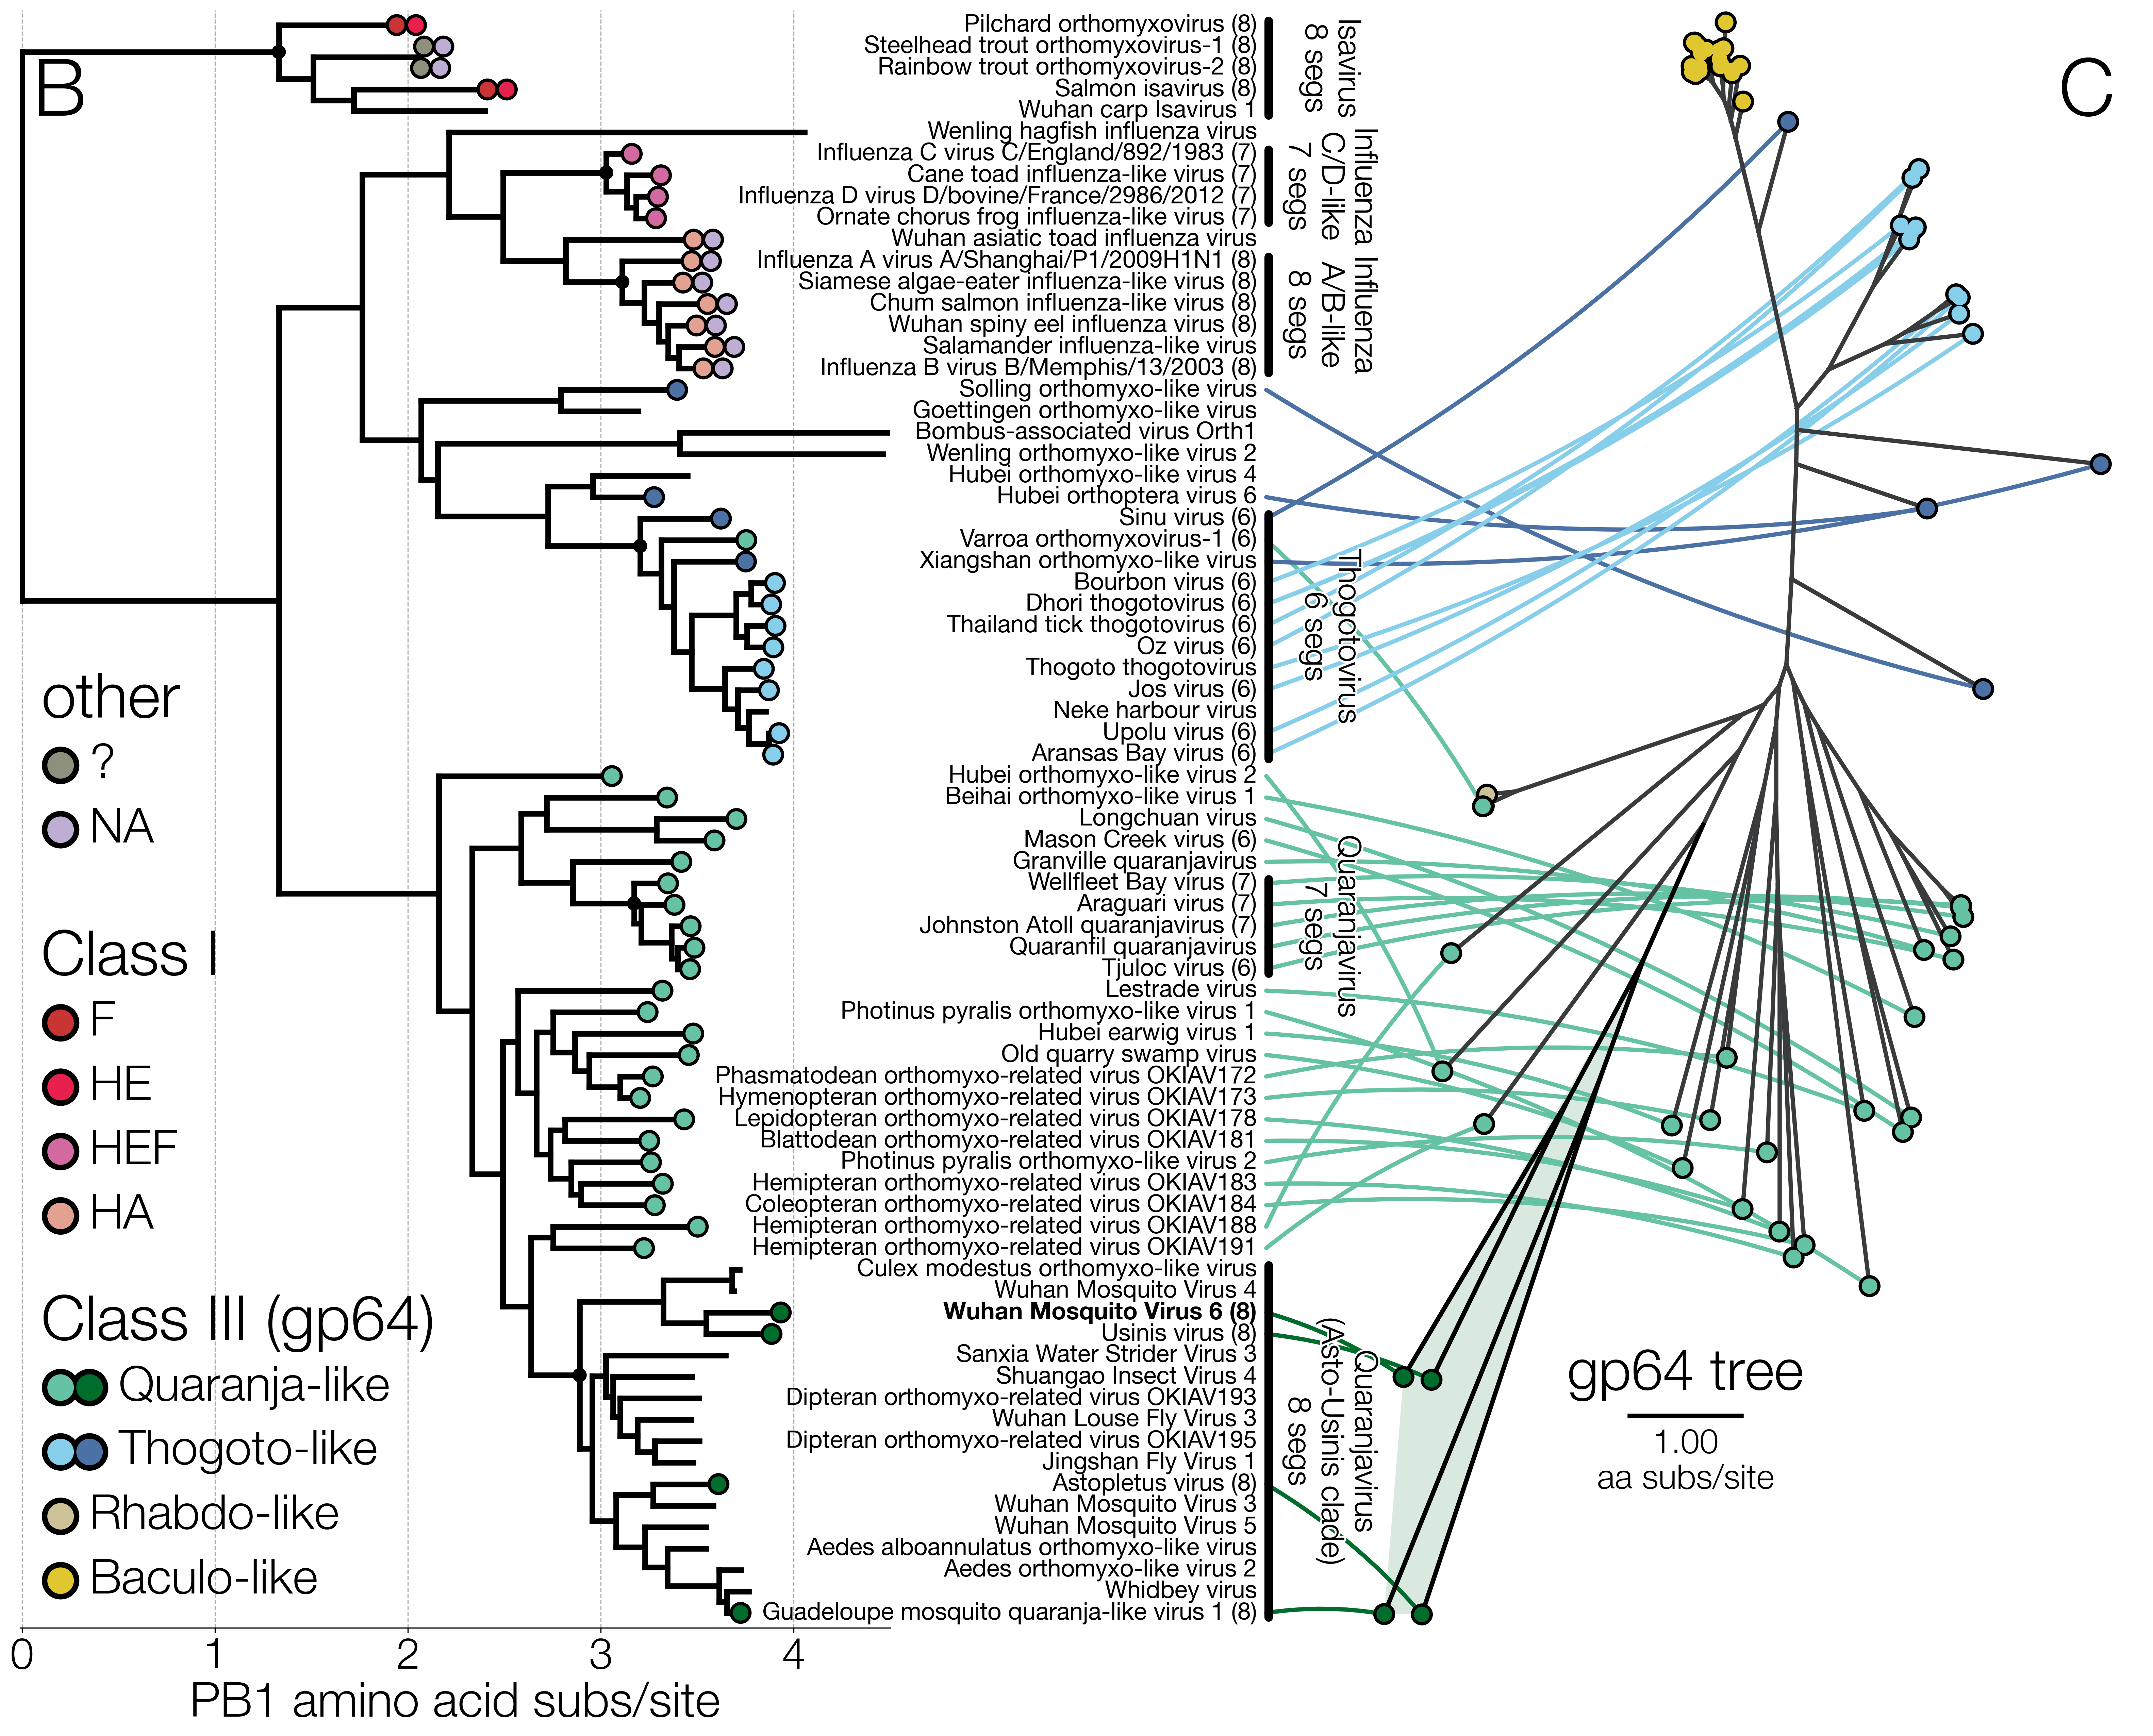 B
C
Pilchard orthomyxovirus (8)
Steelhead trout orthomyxovirus-1 (8)
Rainbow trout orthomyxovirus-2 (8)
Salmon isavirus (8)
Wuhan carp Isavirus 1
Wenling hagfish influenza virus
Influenza C virus C/England/892/1983 (7)
Cane toad influenza-like virus (7)
Influenza D virus D/bovine/France/2986/2012 (7)
Ornate chorus frog influenza-like virus (7)
Wuhan asiatic toad influenza virus
Influenza A virus A/Shanghai/P1/2009H1N1 (8)
Siamese algae-eater influenza-like virus (8)
Chum salmon influenza-like virus (8)
Wuhan spiny eel influenza virus (8)
Salamander influenza-like virus
Influenza B virus B/Memphis/13/2003 (8)
Solling orthomyxo-like virus
Goettingen orthomyxo-like virus
Bombus-associated virus Orth1
Wenling orthomyxo-like virus 2
Hubei orthomyxo-like virus 4
Hubei orthoptera virus 6
Sinu virus (6)
Varroa orthomyxovirus-1 (6)
Xiangshan orthomyxo-like virus
Bourbon virus (6)
Dhori thogotovirus (6)
Thailand tick thogotovirus (6)
Oz virus (6)
Thogoto thogotovirus
Jos virus (6)
Neke harbour virus
Upolu virus (6)
Aransas Bay virus (6)
Hubei orthomyxo-like virus 2
Beihai orthomyxo-like virus 1
Longchuan virus
Mason Creek virus (6)
Granville quaranjavirus
Wellfleet Bay virus (7)
Araguari virus (7)
Johnston Atoll quaranjavirus (7)
Quaranfil quaranjavirus
Tjuloc virus (6)
Lestrade virus
Photinus pyralis orthomyxo-like virus 1
Hubei earwig virus 1
Old quarry swamp virus
Phasmatodean orthomyxo-related virus OKIAV172
Hymenopteran orthomyxo-related virus OKIAV173
Lepidopteran orthomyxo-related virus OKIAV178
Blattodean orthomyxo-related virus OKIAV181
Photinus pyralis orthomyxo-like virus 2
Hemipteran orthomyxo-related virus OKIAV183
Coleopteran orthomyxo-related virus OKIAV184
Hemipteran orthomyxo-related virus OKIAV188
Hemipteran orthomyxo-related virus OKIAV191
Culex modestus orthomyxo-like virus
Wuhan Mosquito Virus 4
Wuhan Mosquito Virus 6 (8)
Usinis virus (8)
Sanxia Water Strider Virus 3
Shuangao Insect Virus 4
Dipteran orthomyxo-related virus OKIAV193
Wuhan Louse Fly Virus 3
Dipteran orthomyxo-related virus OKIAV195
Jingshan Fly Virus 1
Astopletus virus (8)
Wuhan Mosquito Virus 3
Wuhan Mosquito Virus 5
Aedes alboannulatus orthomyxo-like virus
Aedes orthomyxo-like virus 2
Whidbey virus
Guadeloupe mosquito quaranja-like virus 1 (8)
Isavirus
8 segs
Influenza
C/D-like
7 segs
Influenza
A/B-like
8 segs
Thogotovirus
6 segs
Quaranjavirus
7 segs
Quaranjavirus
(Asto-Usinis clade)
8 segs
other
?
NA
Class I
F
HE
HEF
HA
Class III (gp64)
Quaranja-like
Thogoto-like
Rhabdo-like
Baculo-like
0 1 2 3 4
PB1 amino acid subs/site
gp64 tree
1.00
aa subs/site